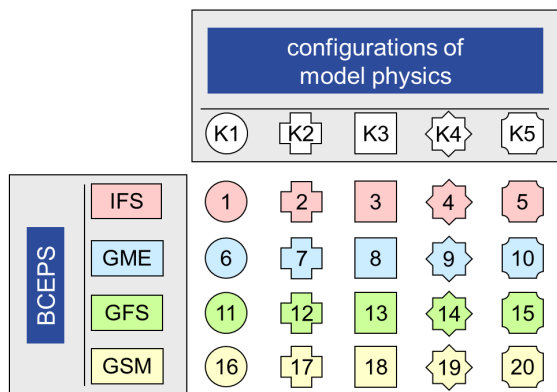 configurations of
model physics
K1 K2 K3 K4 K5
BCEPS
IFS 1 2 3 4 5
GME 6 7 8 9 10
GFS 11 12 13 14 15
GSM 16 17 18 19 20